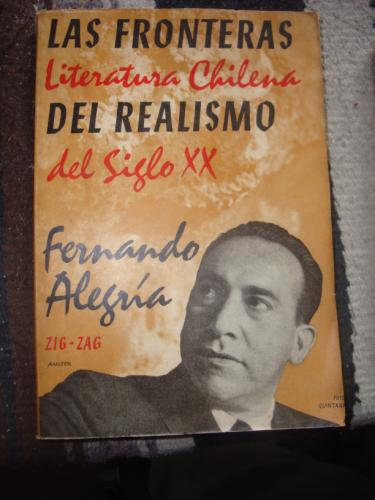 LAS FRONTERAS
Literatura Chilena
DEL REALISMO
del Siglo XX
Fernando
Alegría
ZIG-ZAG